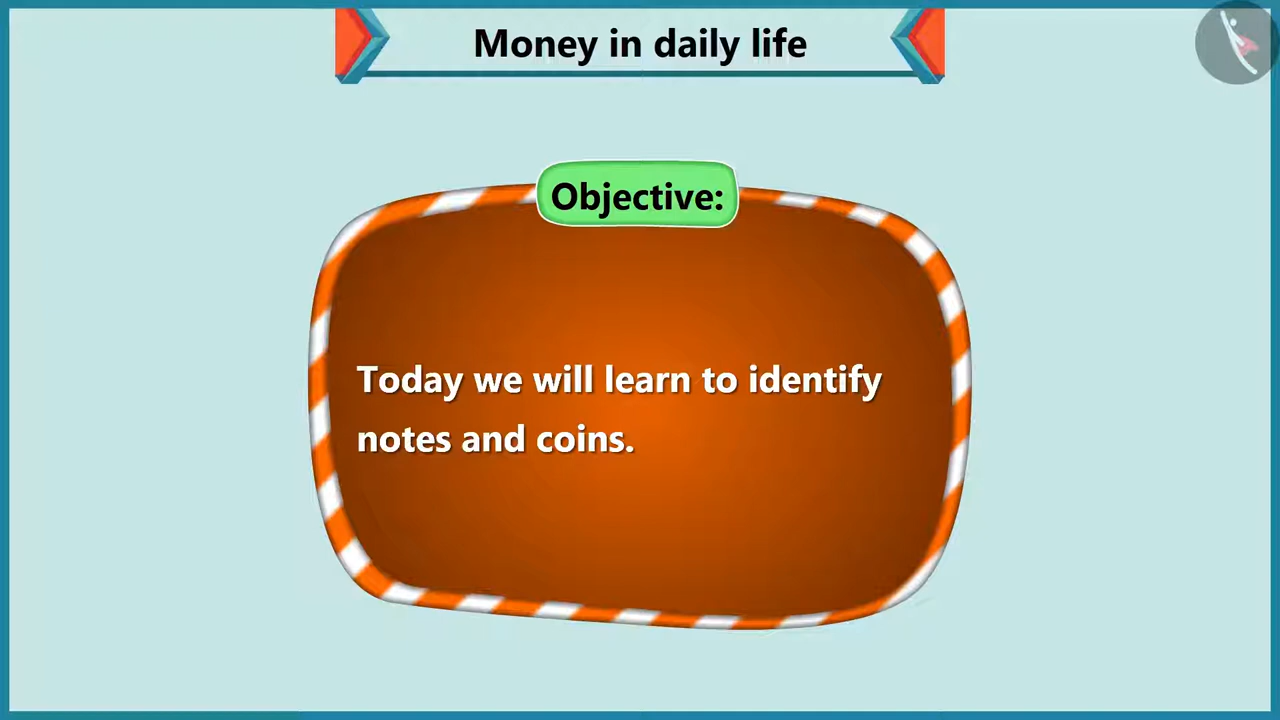 Money in daily life
Objective:
Today we will learn to identify
notes and coins.